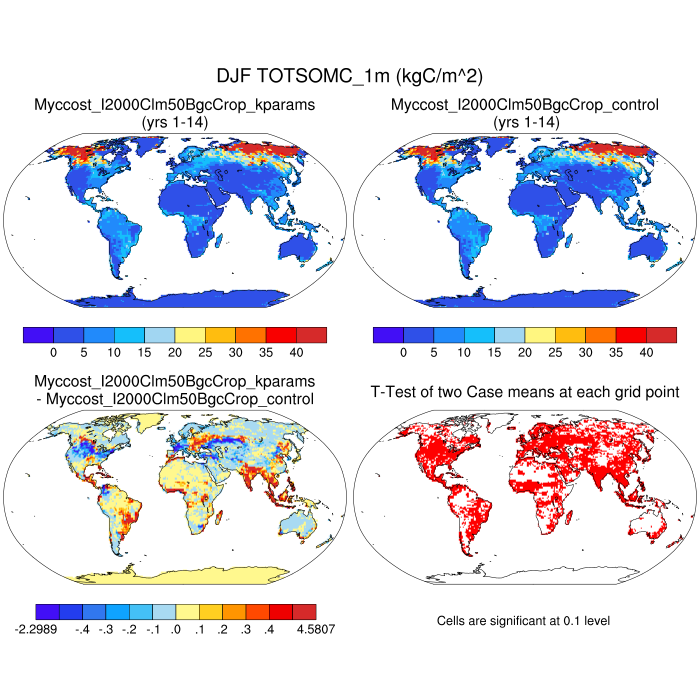 DJF TOTSOMC_1m (kgC/m^2)
Myccost_I2000Clm50BgcCrop_kparams
(yrs 1-14)
Myccost_I2000Clm50BgcCrop_control
(yrs 1-14)
0 5 10 15 20 25 30 35 40
0 5 10 15 20 25 30 35 40
Myccost_I2000Clm50BgcCrop_kparams
- Myccost_I2000Clm50BgcCrop_control
T-Test of two Case means at each grid point
-2.2989 -.4 -.3 -.2 -.1 .0 .1 .2 .3 .4 4.5807
Cells are significant at 0.1 level